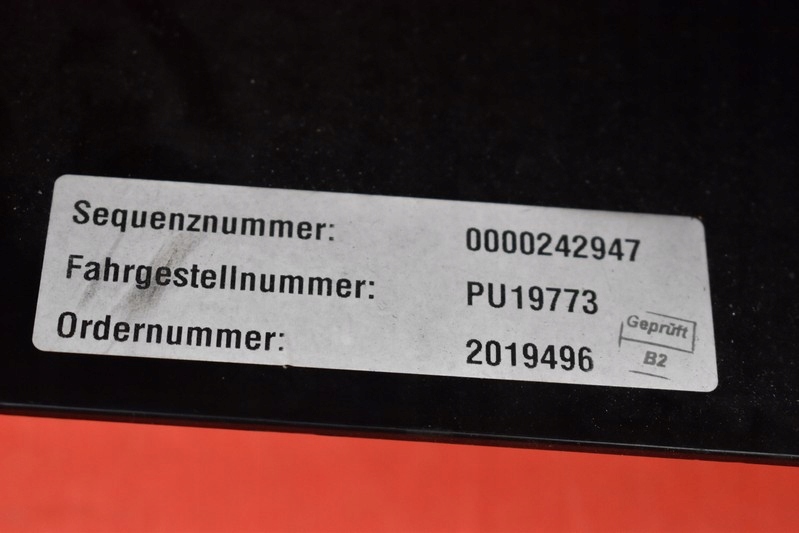 Sequenznummer: 0000242947
Fahrgestellnummer: PU19773
Ordernummer: 2019496
Geprüft
B2